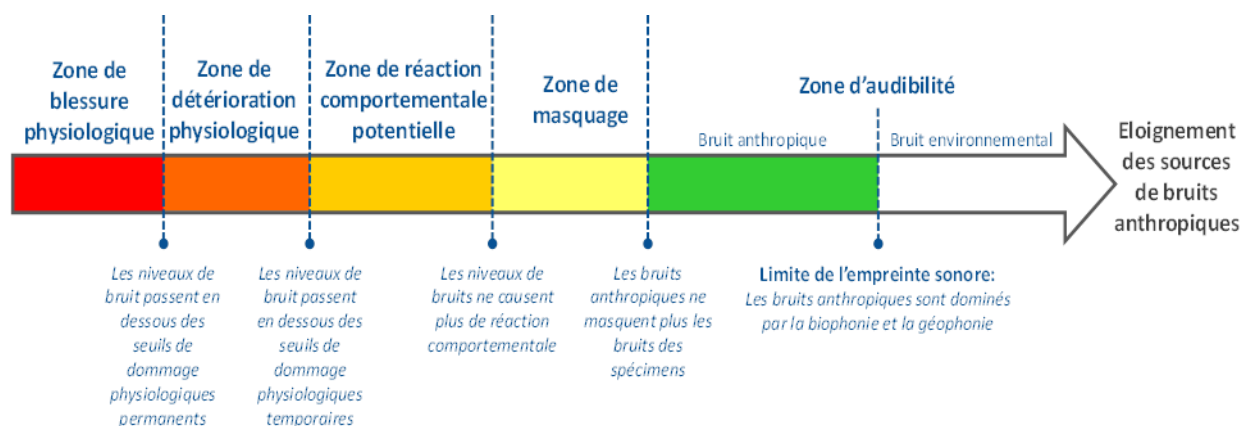 Zone de
blessure
physiologique
Zone de
détérioration
physiologique
Zone de réaction
comportementale
potentielle
Zone de
masquage
Zone d'audibilité
Bruit anthropique
Bruit environnemental
Eloignement
des sources
de bruits
anthropiques
Les niveaux de
bruit passent en
dessous des
seuils de
dommage
physiologiques
permanents
Les niveaux de
bruit passent
en dessous des
seuils de
dommage
physiologiques
temporaires
Les niveaux de
bruits ne causent
plus de réaction
comportementale
Les bruits
anthropiques ne
masquent plus les
bruits des
spécimens
Limite de l'empreinte sonore:
Les bruits anthropiques sont dominés
par la biophonie et la géophonie